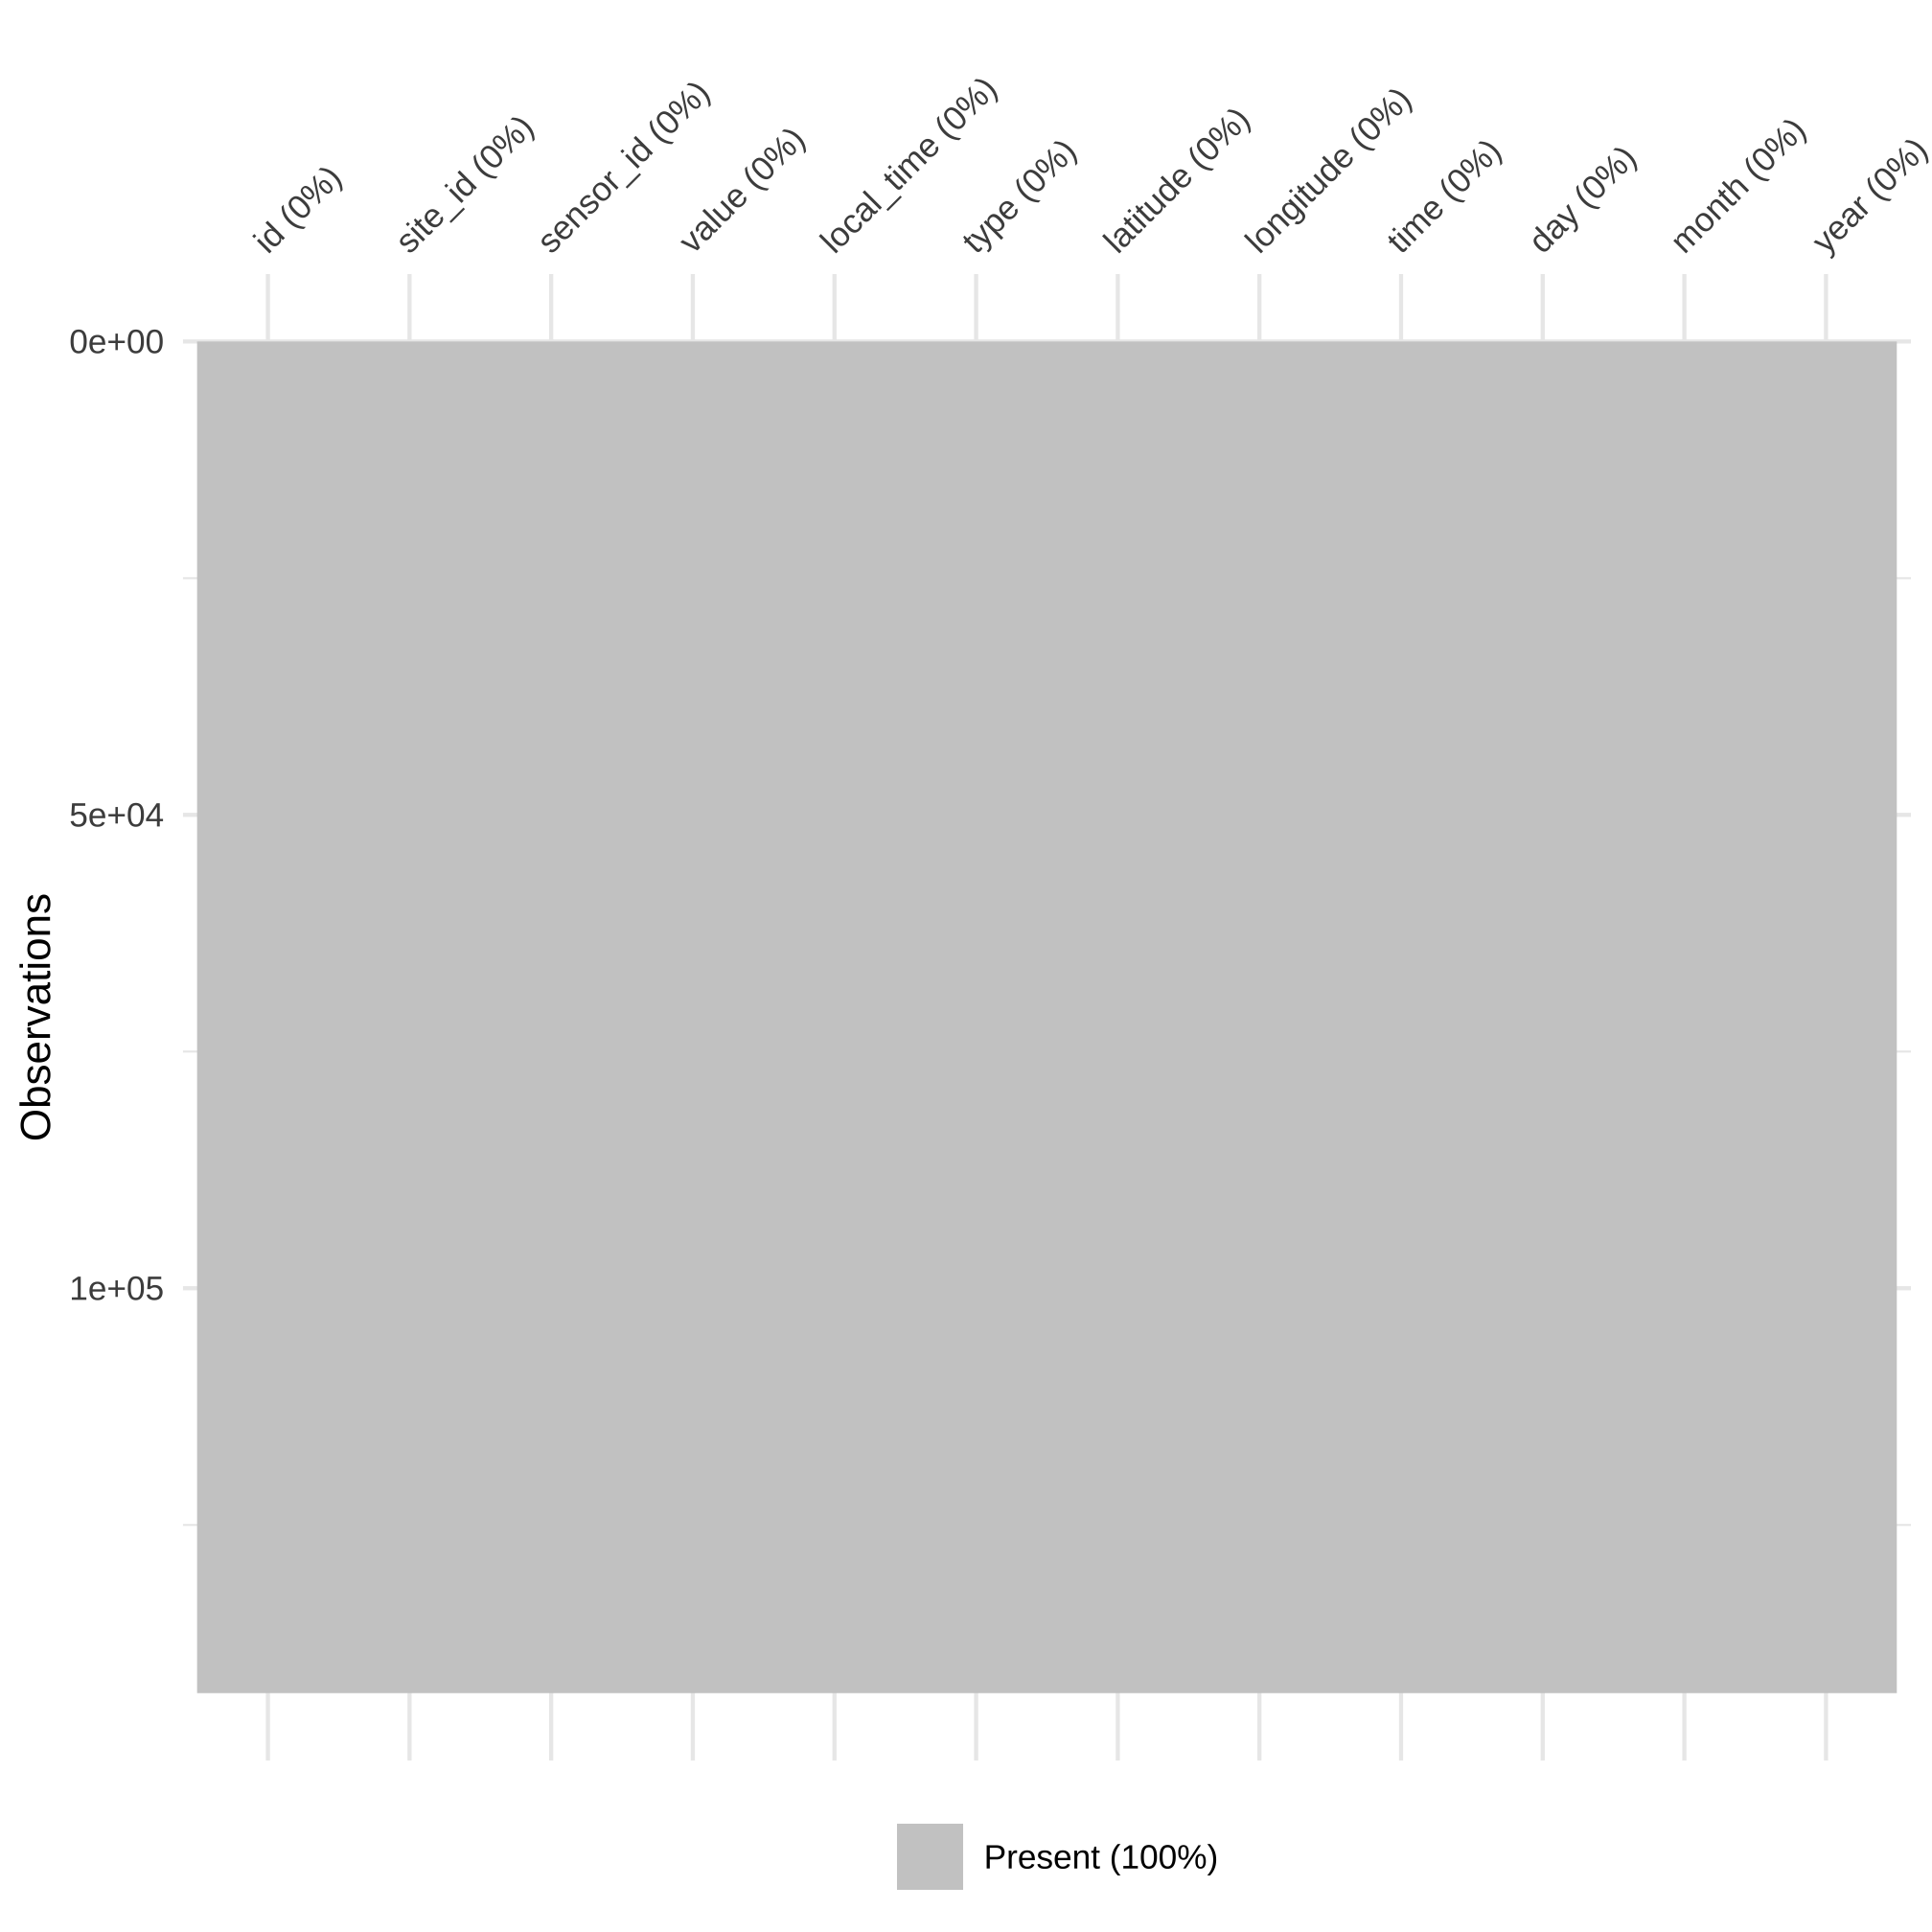 id (0%)
site_id (0%)
sensor_id (0%)
value (0%)
local_time (0%)
type (0%)
latitude (0%)
longitude (0%)
time (0%)
day (0%)
month (0%)
year (0%)
0e+00
5e+04
1e+05
Observations
Present (100%)